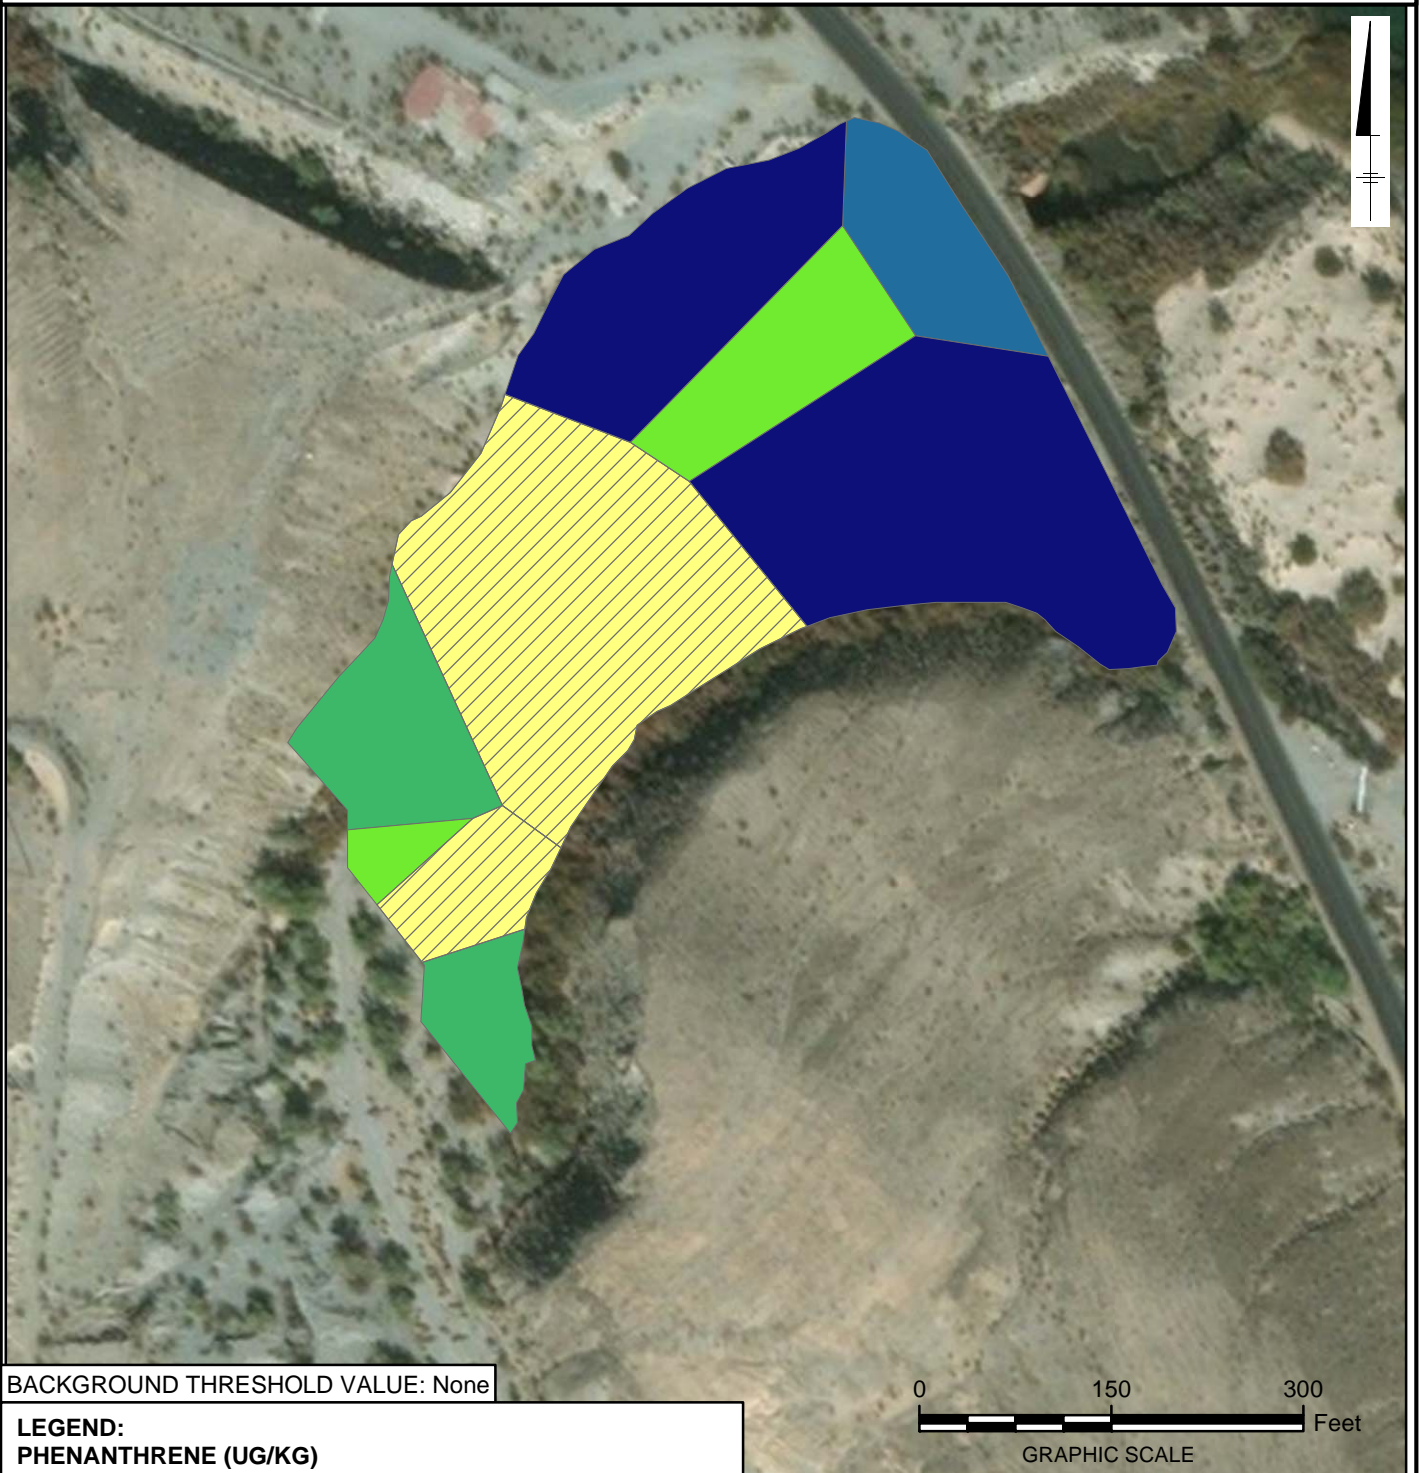 BACKGROUND THRESHOLD VALUE: None
LEGEND:
PHENANTHRENE (UG/KG)
0 150 300
Feet
GRAPHIC SCALE